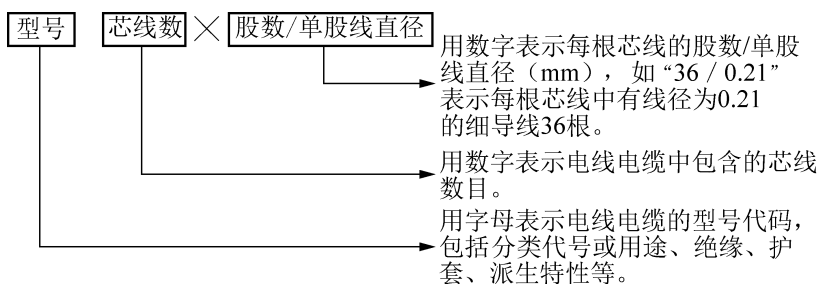 型号 芯线数×股数/单股线直径
用数字表示每根芯线的股数/单股
线直径（mm），如“36/0.21”
表示每根芯线中有线径为0.21
的细导线36根。
用数字表示电线电缆中包含的芯线
数目。
用字母表示电线电缆的型号代码，
包括分类代号或用途、绝缘、护
套、派生特性等。